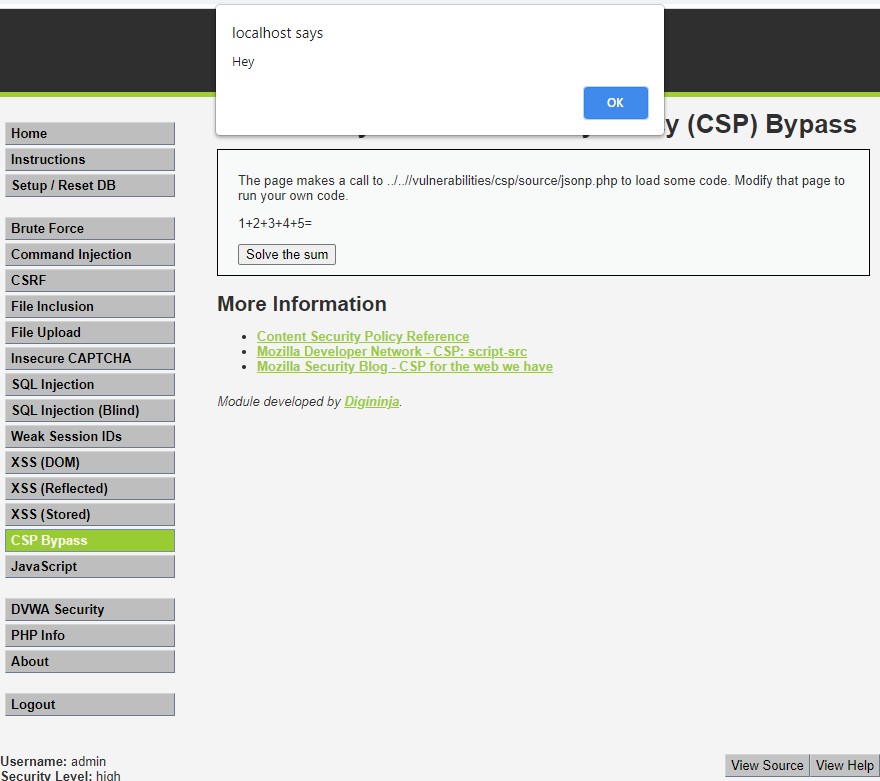 localhost says
Hey
OK
y (CSP) Bypass
Home
Instructions
Setup / Reset DB
Brute Force
Command Injection
CSRF
File Inclusion
File Upload
Insecure CAPTCHA
SQL Injection
SQL Injection (Blind)
Weak Session IDs
XSS (DOM)
XSS (Reflected)
XSS (Stored)
CSP Bypass
JavaScript
DVWA Security
PHP Info
About
Logout
The page makes a call to ../..//vulnerabilities/csp/source/jsonp.php to load some code. Modify that page to
run your own code.
1+2+3+4+5=
Solve the sum
More Information
• Content Security Policy Reference
• Mozilla Developer Network - CSP: script-src
• Mozilla Security Blog - CSP for the web we have
Module developed by Digininja.
Username: admin
Security Level: high
View Source
View Help